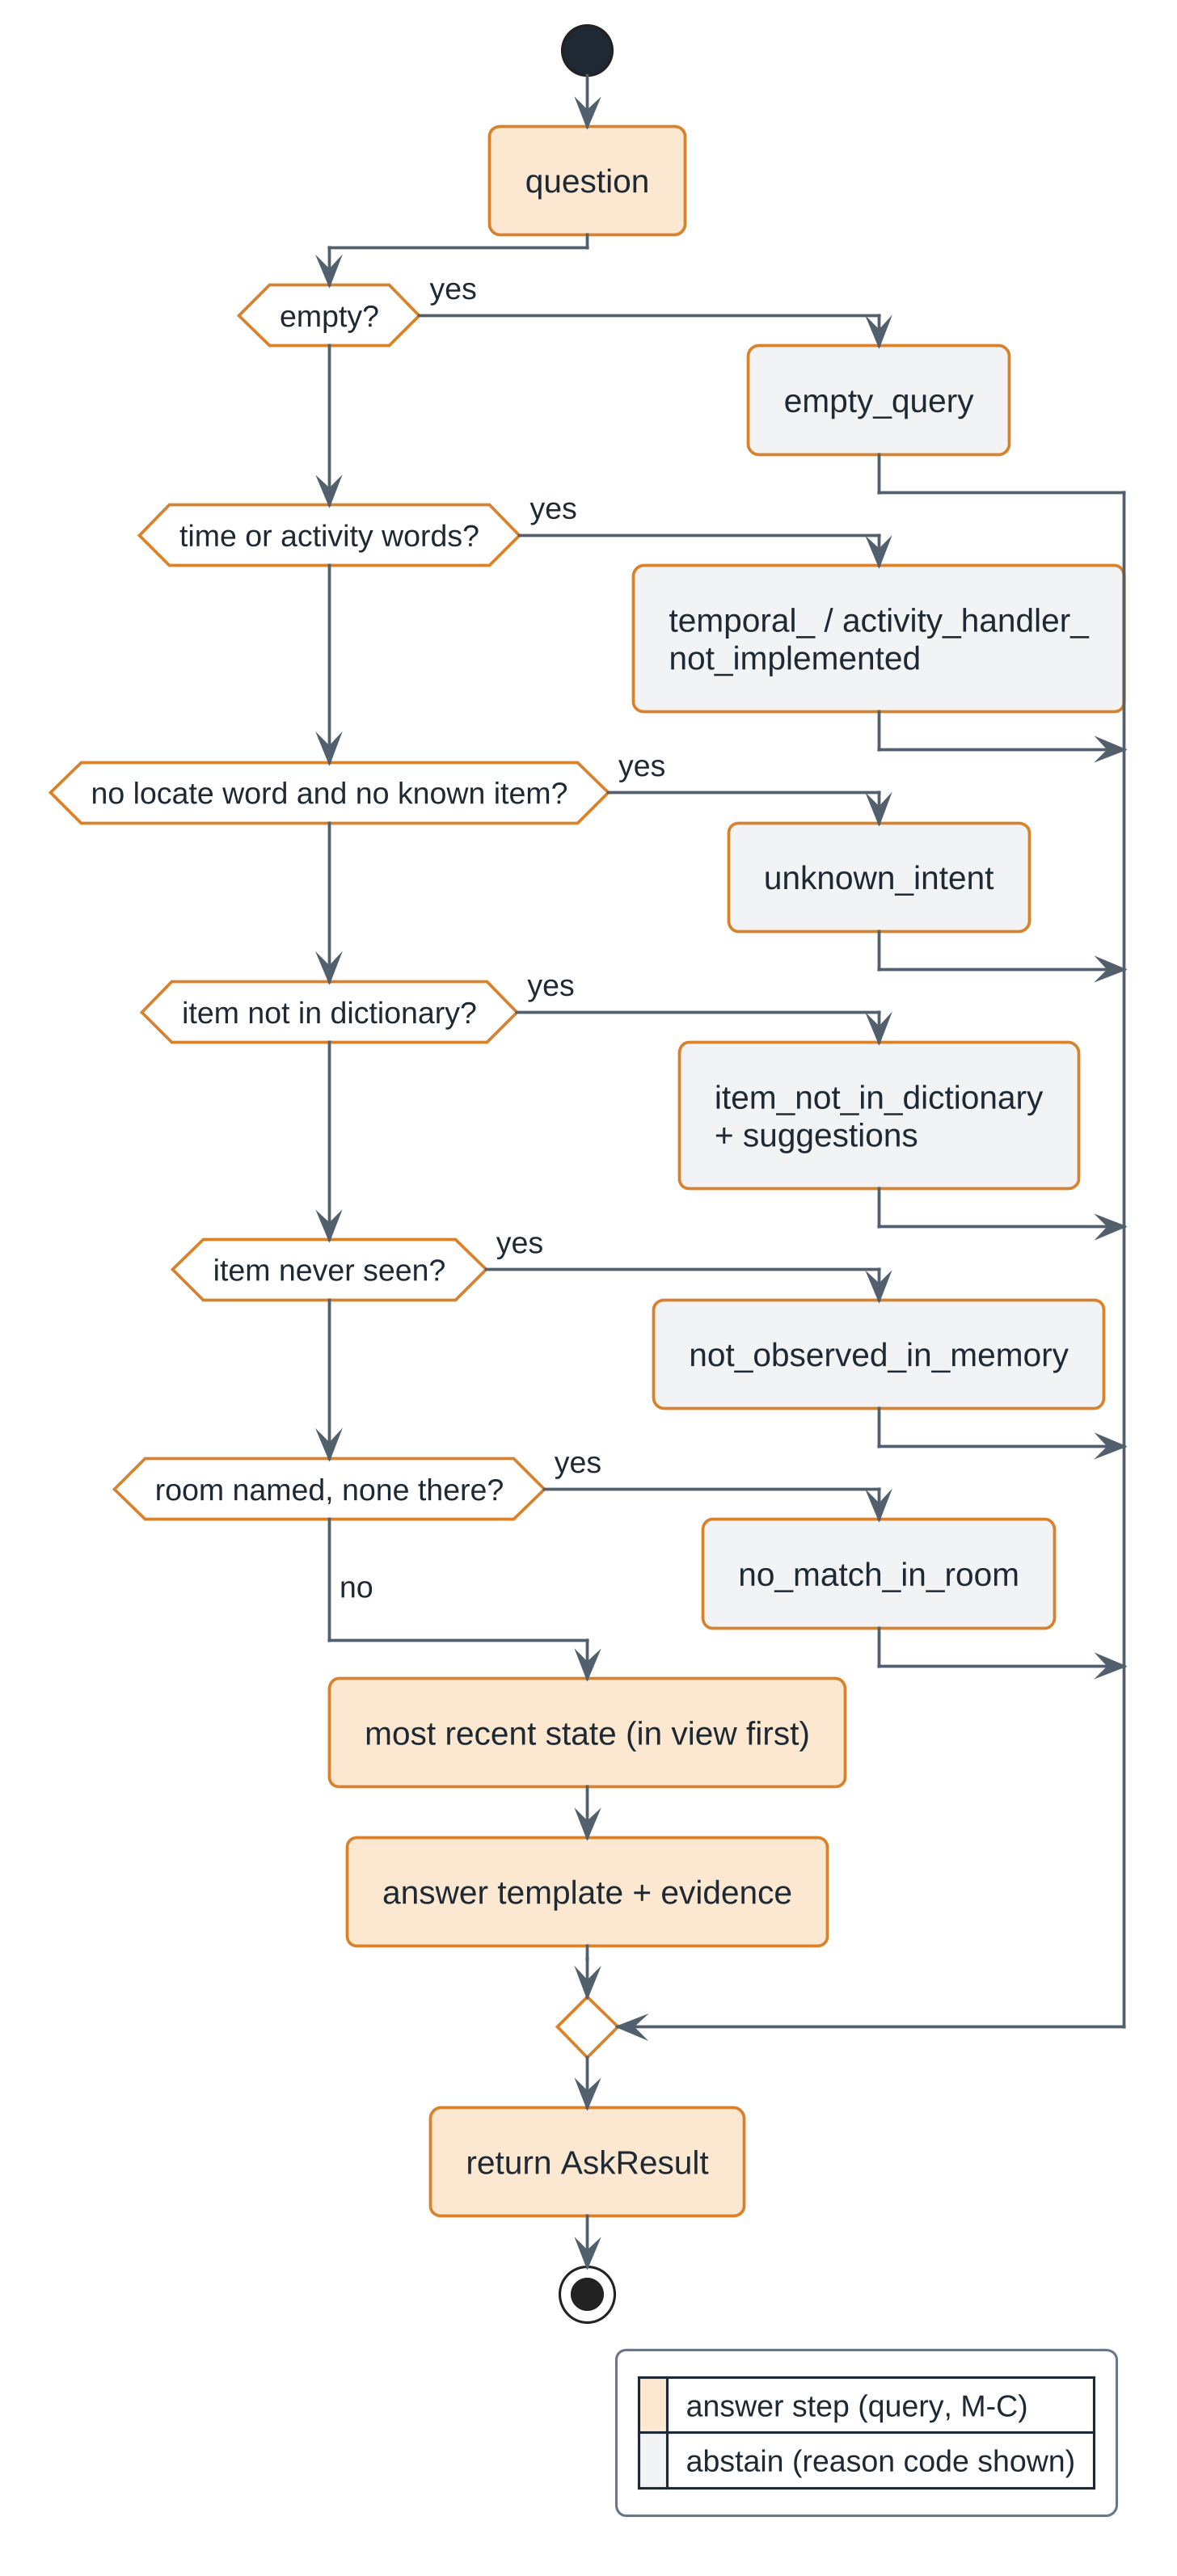 question
empty?
yes
empty_query
time or activity words?
yes
temporal_ / activity_handler_
not_implemented
no locate word and no known item?
yes
unknown_intent
item not in dictionary?
yes
item_not_in_dictionary
+ suggestions
item never seen?
yes
not_observed_in_memory
room named, none there?
yes
no_match_in_room
no
most recent state (in view first)
answer template + evidence
return AskResult
answer step (query, M-C)
abstain (reason code shown)